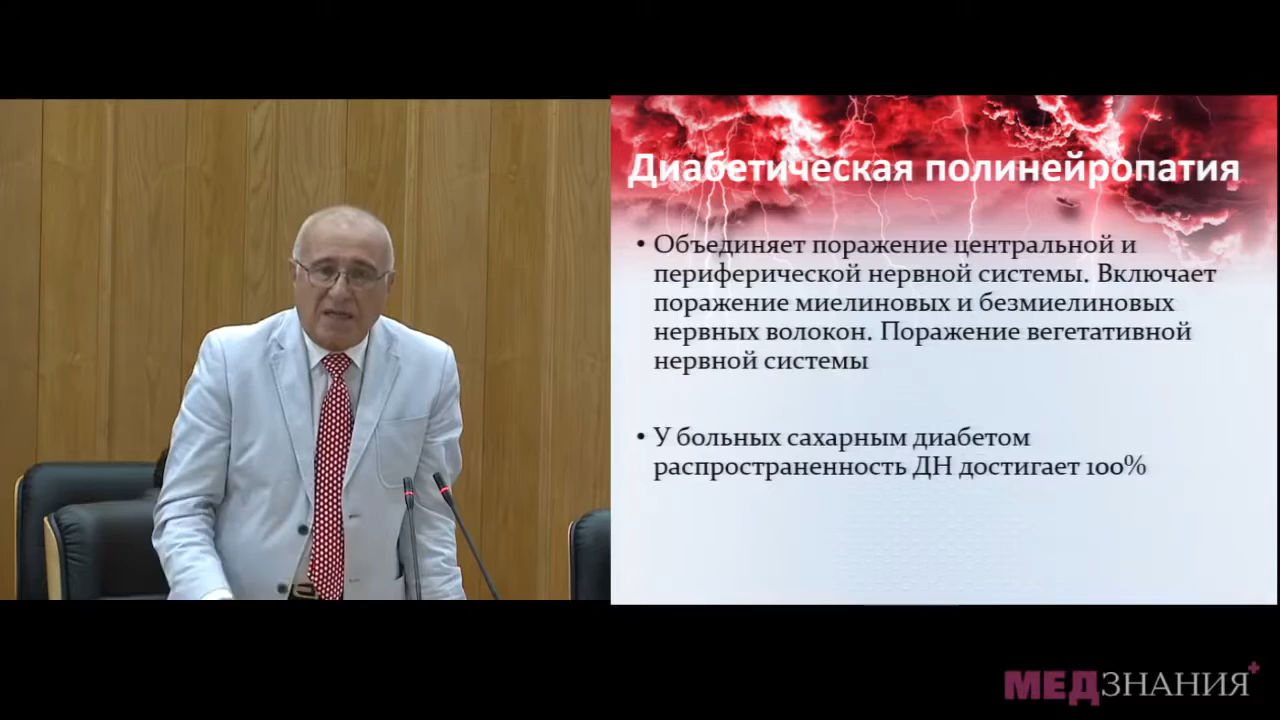 Диабетическая полинейропатия
• Объединяет поражение центральной и
периферической нервной системы. Включает
поражение миелиновых и безмиелиновых
нервных волокон. Поражение вегетативной
нервной системы
• У больных сахарным диабетом
распространенность ДН достигает 100%
МЕДЗНАНИЯ+